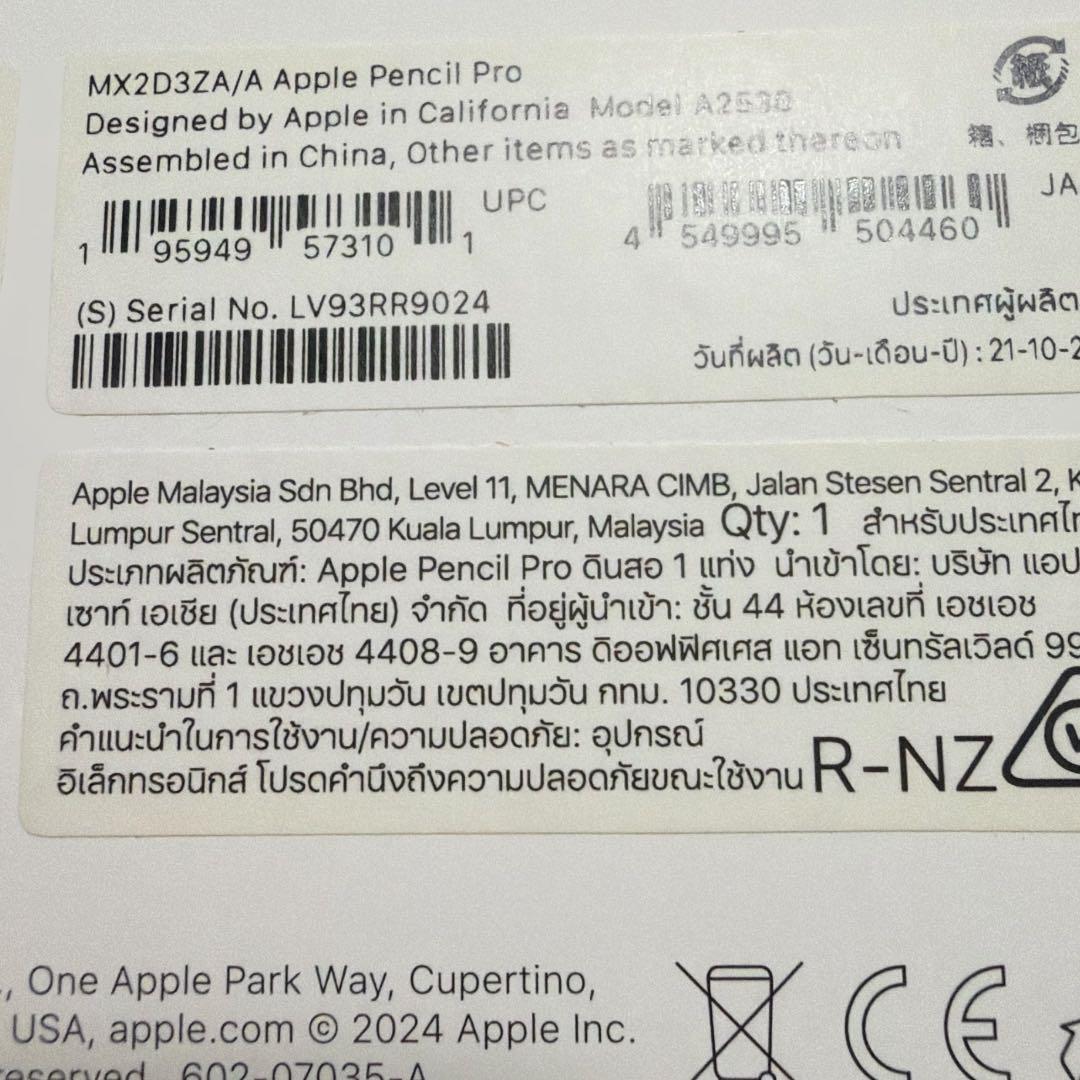 MX2D3ZA/A Apple Pencil Pro
Designed by Apple in California Model A2538
Assembled in China, Other items as marked thereon
箱、梱包
UPC
JA
1 95949 57310 1
4 549995 504460
(S) Serial No. LV93RR9024
ประเทศผู้ผลิต
วันที่ผลิต (วัน-เดือน-ปี) : 21-10-2
Apple Malaysia Sdn Bhd, Level 11, MENARA CIMB, Jalan Stesen Sentral 2, K
Lumpur Sentral, 50470 Kuala Lumpur, Malaysia Qty: 1 สำหรับประเทศไท
ประเภทผลิตภัณฑ์: Apple Pencil Pro ดินสอ 1 แท่ง นำเข้าโดย: บริษัท แอป
เซาท์ เอเชีย (ประเทศไทย) จำกัด ที่อยู่ผู้นำเข้า: ชั้น 44 ห้องเลขที่ เอชเอช
4401-6 และ เอชเอช 4408-9 อาคาร ดิออฟฟิศเศส แอท เซ็นทรัลเวิลด์ 99
ถ.พระรามที่ 1 แขวงปทุมวัน เขตปทุมวัน กทม. 10330 ประเทศไทย
คำแนะนำในการใช้งาน/ความปลอดภัย: อุปกรณ์
อิเล็กทรอนิกส์ โปรดคำนึงถึงความปลอดภัยขณะใช้งาน R-NZ
., One Apple Park Way, Cupertino,
USA, apple.com © 2024 Apple Inc.
reserved. 602-07035-A
CE